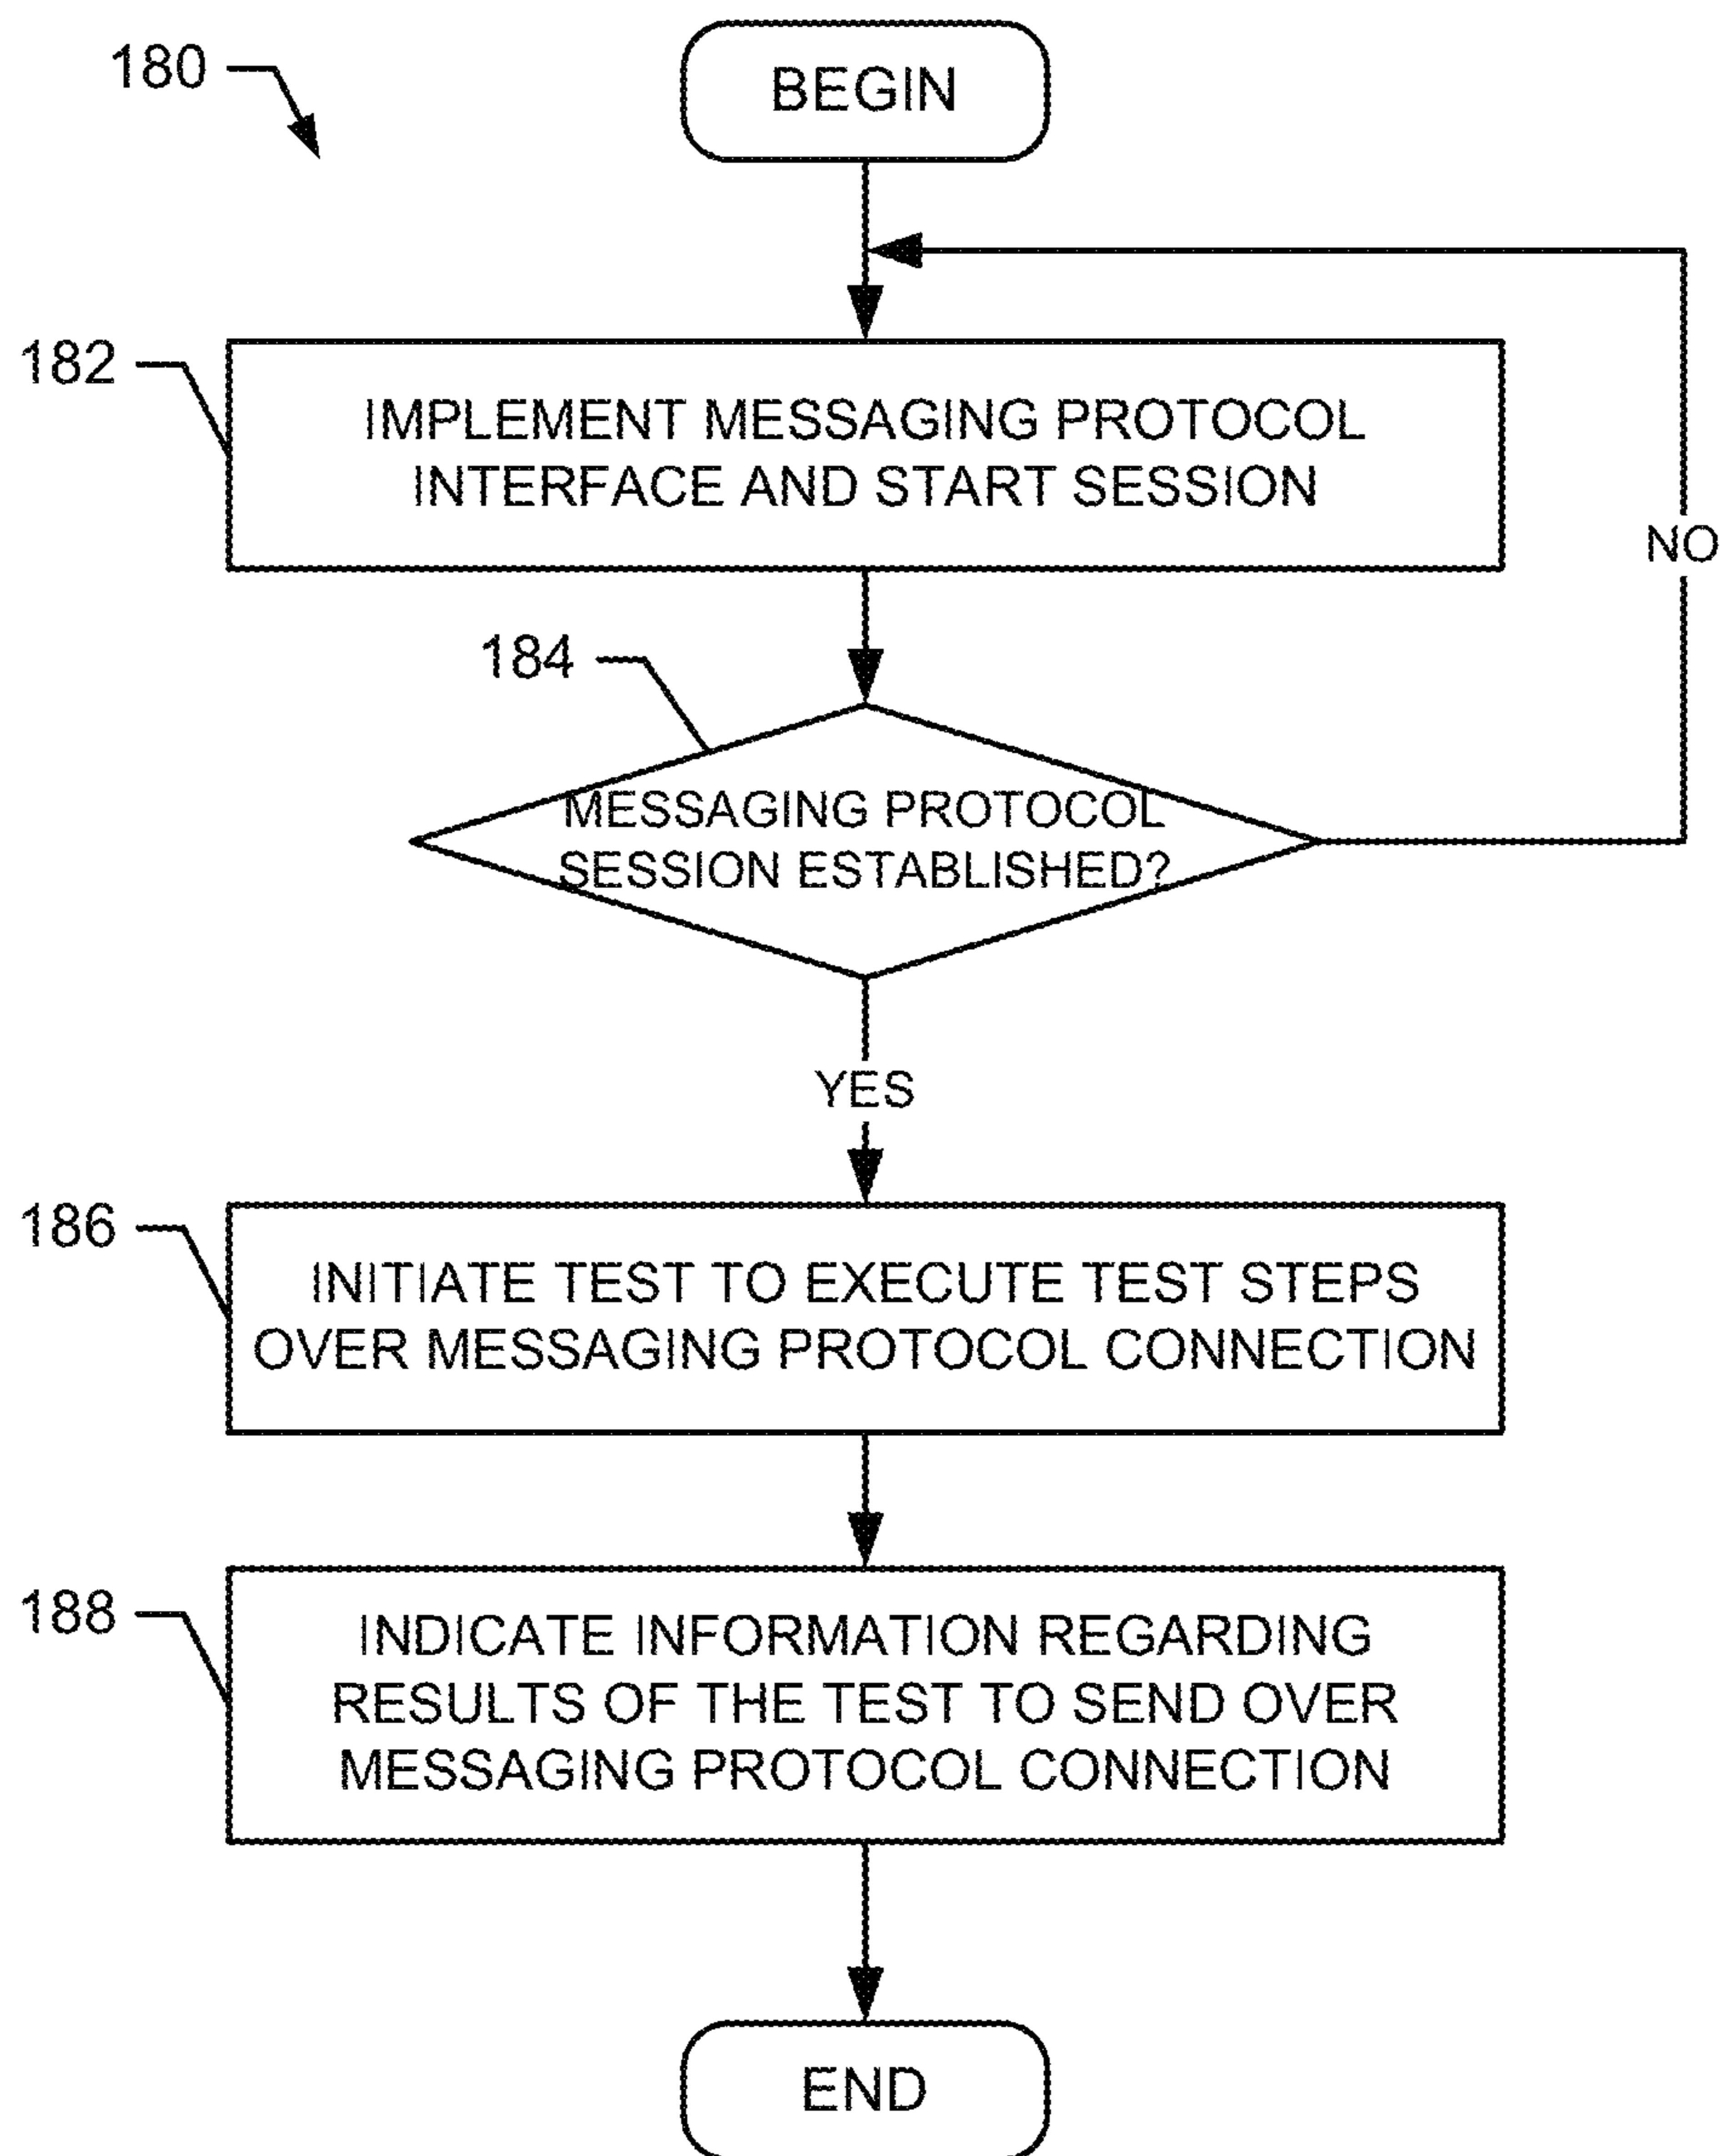 180
BEGIN
182
IMPLEMENT MESSAGING PROTOCOL
INTERFACE AND START SESSION
NO
184
MESSAGING PROTOCOL
SESSION ESTABLISHED?
YES
186
INITIATE TEST TO EXECUTE TEST STEPS
OVER MESSAGING PROTOCOL CONNECTION
188
INDICATE INFORMATION REGARDING
RESULTS OF THE TEST TO SEND OVER
MESSAGING PROTOCOL CONNECTION
END